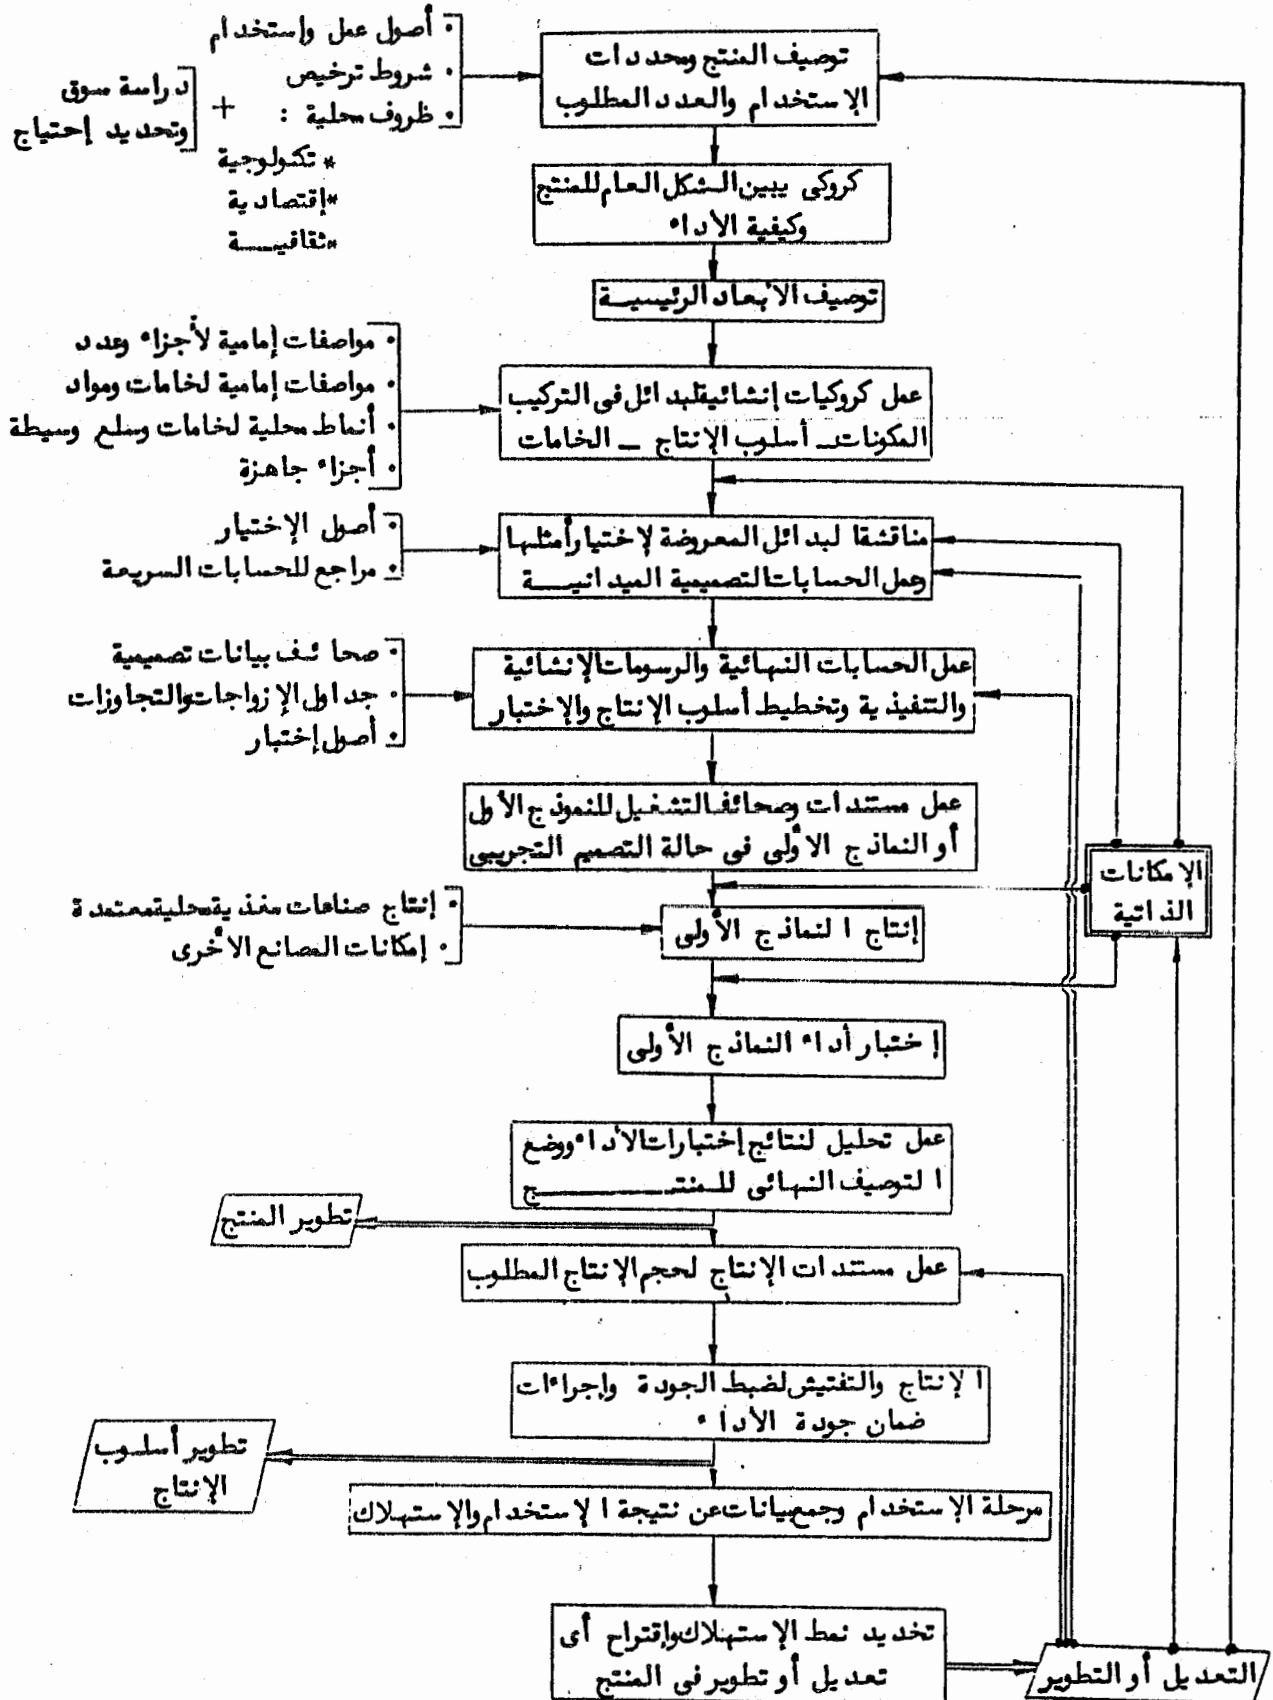 توصيف المنتج ومحددات
الإستخدام والعدد المطلوب
أصول عمل وإستخدام
شروط ترخيص
ظروف محلية :
* تكنولوجية
* إقتصادية
* ثقافيــة
+
دراسة سوق
وتحديد إحتياج
كروكى يبين الشكل العام للمنتج
وكيفية الأداء
توصيف الأبعاد الرئيسيـة
عمل كروكيات إنشائية لبدائل فى التركيب
المكونات ـ أسلوب الإنتاج ـ الخامات
مواصفات إمامية لأجزاء وعدد
مواصفات إمامية لخامات ومواد
أنماط محلية لخامات وسلع وسيطة
أجزاء جاهزة
مناقشة البدائل المعروضة لإختيار أمثلها
وعمل الحسابات التصميمية الميدانيــة
أصول الإختيار
مراجع للحسابات السريعة
عمل الحسابات النهائية والرسومات الإنشائية
والتنفيذية وتخطيط أسلوب الإنتاج والإختبار
صحائف بيانات تصميمية
جداول الإزواجات والتجاوزات
أصول إختبار
عمل مستندات وصحائف التشغيل للنموذج الأول
أو النماذج الأولى فى حالة التصميم التجريبى
الإمكانات
الذاتية
إنتاج النماذج الأولى
إنتاج صناعات مغذية محلية معتمدة
إمكانات المصانع الأخرى
إختبار أداء النماذج الأولى
عمل تحليل لنتائج إختبارات الأداء ووضع
التوصيف النهائى للمنتــــج
تطوير المنتج
عمل مستندات الإنتاج لحجم الإنتاج المطلوب
الإنتاج والتفتيش لضبط الجودة وإجراءات
ضمان جودة الأداء
تطوير أسلوب
الإنتاج
مرحلة الإستخدام وجمع بيانات عن نتيجة الإستخدام والإستهلاك
تخديد نمط الإستهلاك وإقتراح أى
تعديل أو تطوير فى المنتج
التعديل أو التطوير